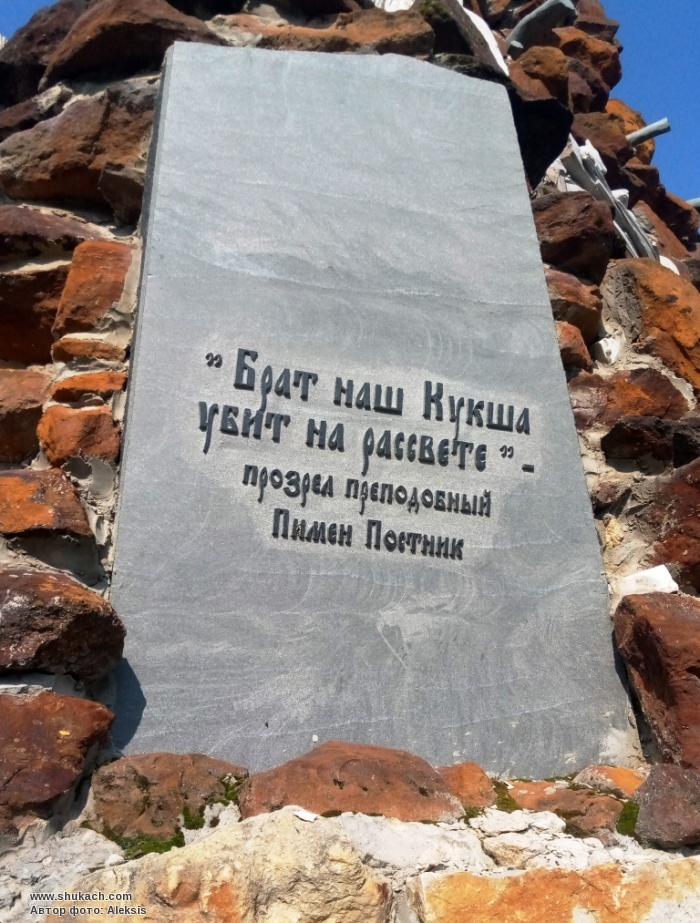 „ Брат наш Кукша
убит на рассвете ” –
прозрел преподобный
Пимен Постник
www.shukach.com
Автор фото: Aleksis